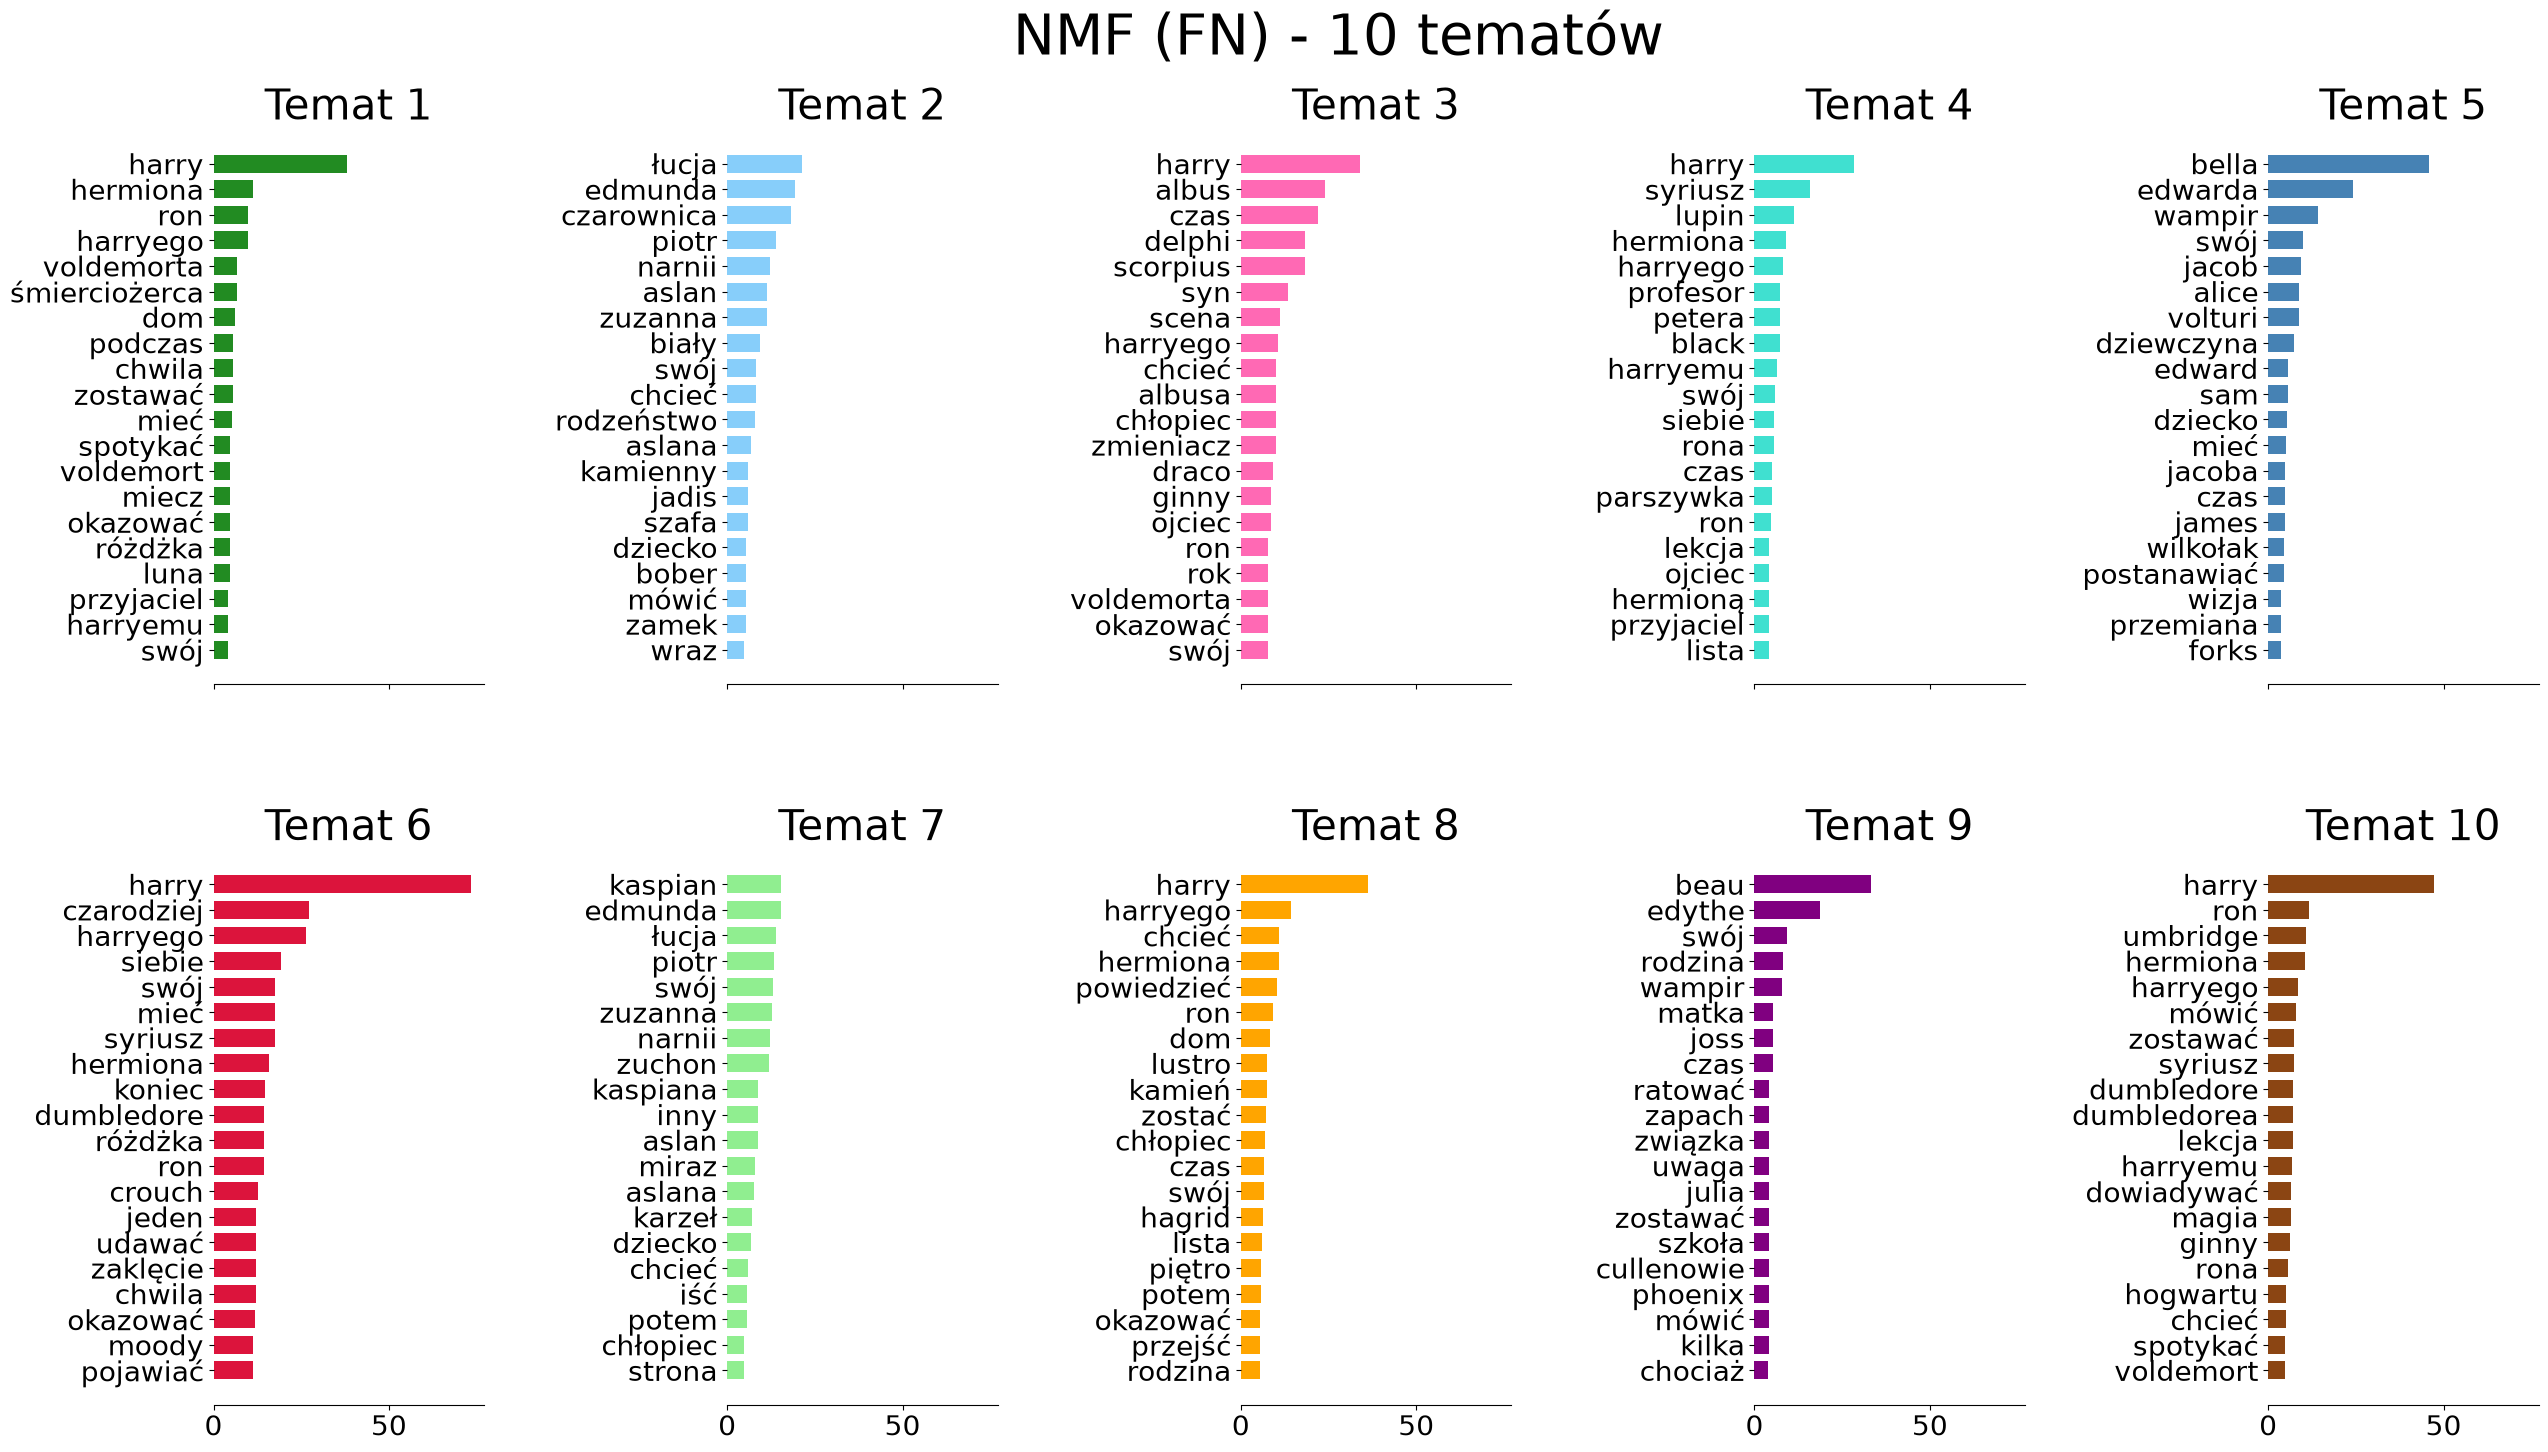 NMF (FN) - 10 tematów
Temat 1
harry
hermiona
ron
harryego
voldemorta
śmierciożerca
dom
podczas
chwila
zostawać
mieć
spotykać
voldemort
miecz
okazować
różdżka
luna
przyjaciel
harryemu
swój
Temat 2
łucja
edmunda
czarownica
piotr
narnii
aslan
zuzanna
biały
swój
chcieć
rodzeństwo
aslana
kamienny
jadis
szafa
dziecko
bober
mówić
zamek
wraz
Temat 3
harry
albus
czas
delphi
scorpius
syn
scena
harryego
chcieć
albusa
chłopiec
zmieniacz
draco
ginny
ojciec
ron
rok
voldemorta
okazować
swój
Temat 4
harry
syriusz
lupin
hermiona
harryego
profesor
petera
black
harryemu
swój
siebie
rona
czas
parszywka
ron
lekcja
ojciec
hermioną
przyjaciel
lista
Temat 5
bella
edwarda
wampir
swój
jacob
alice
volturi
dziewczyna
edward
sam
dziecko
mieć
jacoba
czas
james
wilkołak
postanawiać
wizja
przemiana
forks
Temat 6
harry
czarodziej
harryego
siebie
swój
mieć
syriusz
hermiona
koniec
dumbledore
różdżka
ron
crouch
jeden
udawać
zaklęcie
chwila
okazować
moody
pojawiać
0 50
Temat 7
kaspian
edmunda
łucja
piotr
swój
zuzanna
narnii
zuchon
kaspiana
inny
aslan
miraz
aslana
karzeł
dziecko
chcieć
iść
potem
chłopiec
strona
0 50
Temat 8
harry
harryego
chcieć
hermiona
powiedzieć
ron
dom
lustro
kamień
zostać
chłopiec
czas
swój
hagrid
lista
piętro
potem
okazować
przejść
rodzina
0 50
Temat 9
beau
edythe
swój
rodzina
wampir
matka
joss
czas
ratować
zapach
związka
uwaga
julia
zostawać
szkoła
cullenowie
phoenix
mówić
kilka
chociaż
0 50
Temat 10
harry
ron
umbridge
hermiona
harryego
mówić
zostawać
syriusz
dumbledore
dumbledorea
lekcja
harryemu
dowiadywać
magia
ginny
rona
hogwartu
chcieć
spotykać
voldemort
0 50